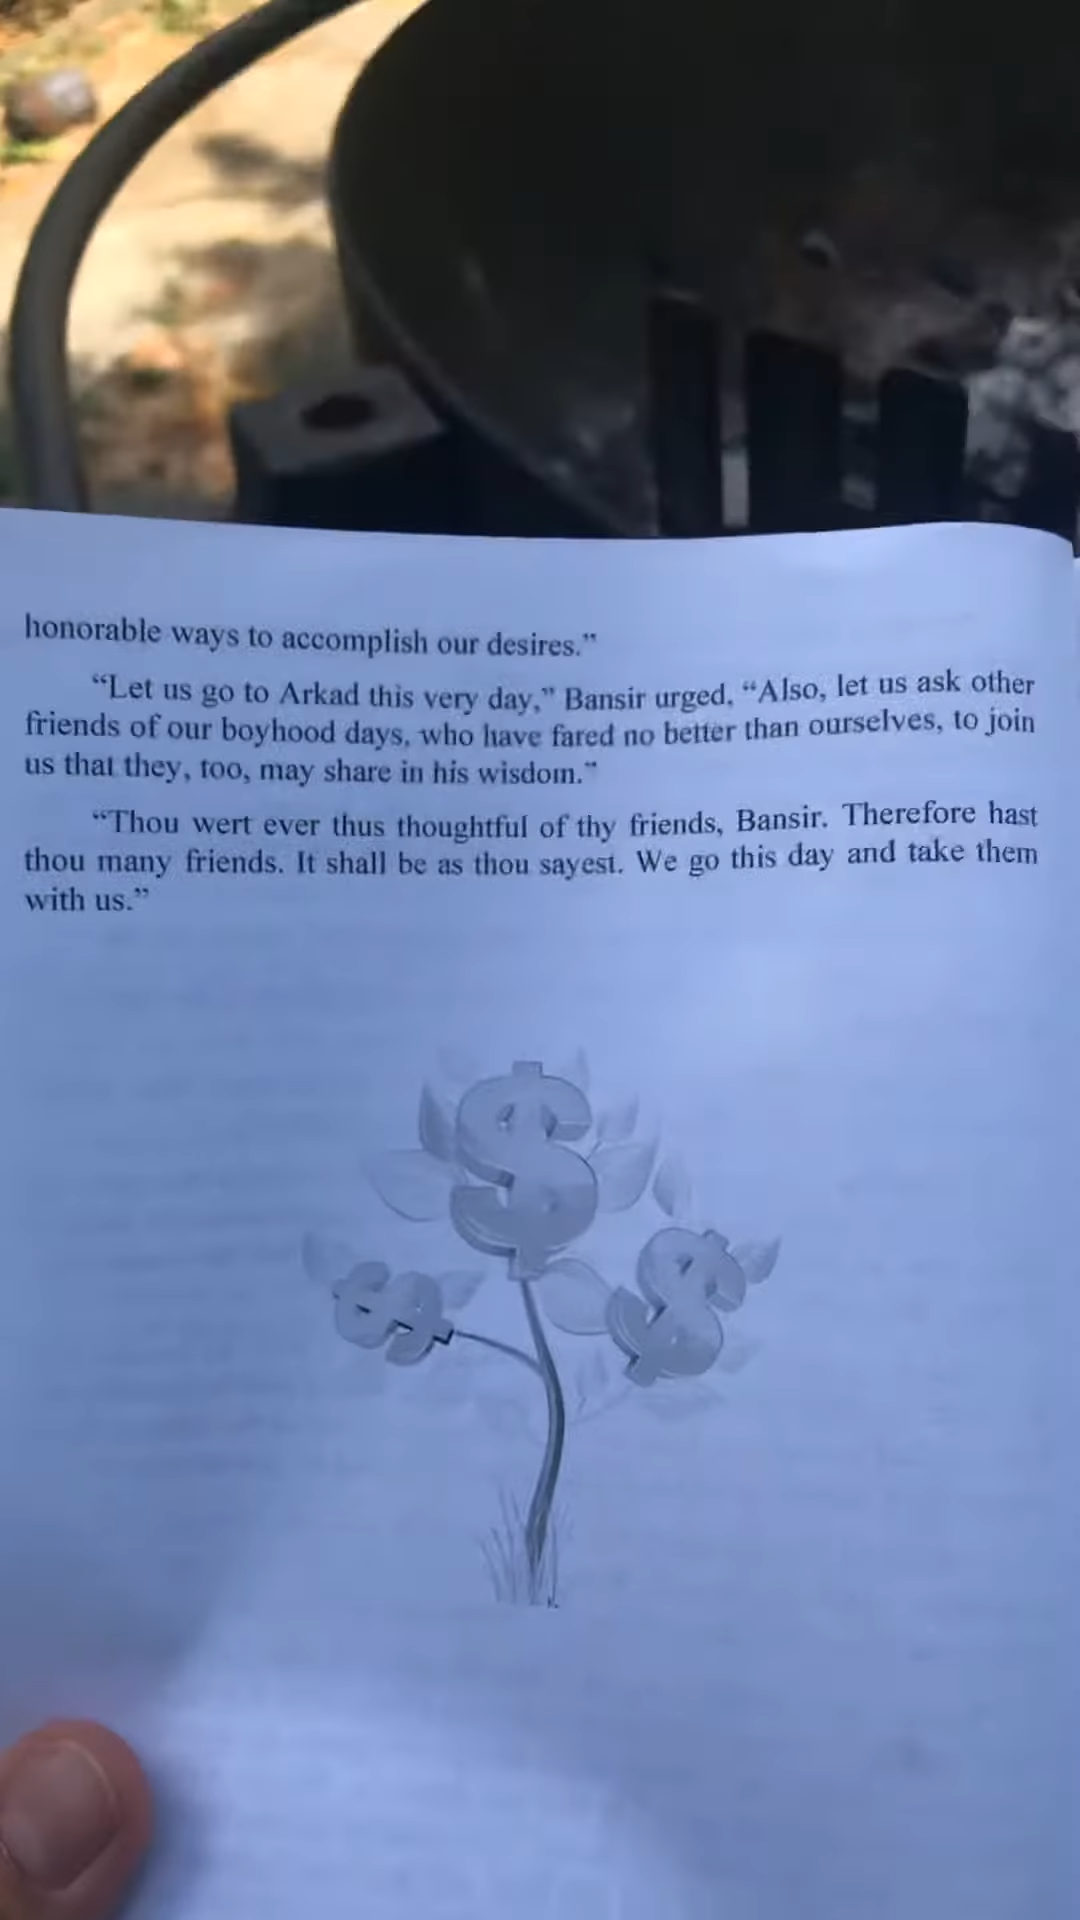 honorable ways to accomplish our desires.”
“Let us go to Arkad this very day,” Bansir urged, “Also, let us ask other
friends of our boyhood days, who have fared no better than ourselves, to join
us that they, too, may share in his wisdom.”
“Thou wert ever thus thoughtful of thy friends, Bansir. Therefore hast
thou many friends. It shall be as thou sayest. We go this day and take them
with us.”